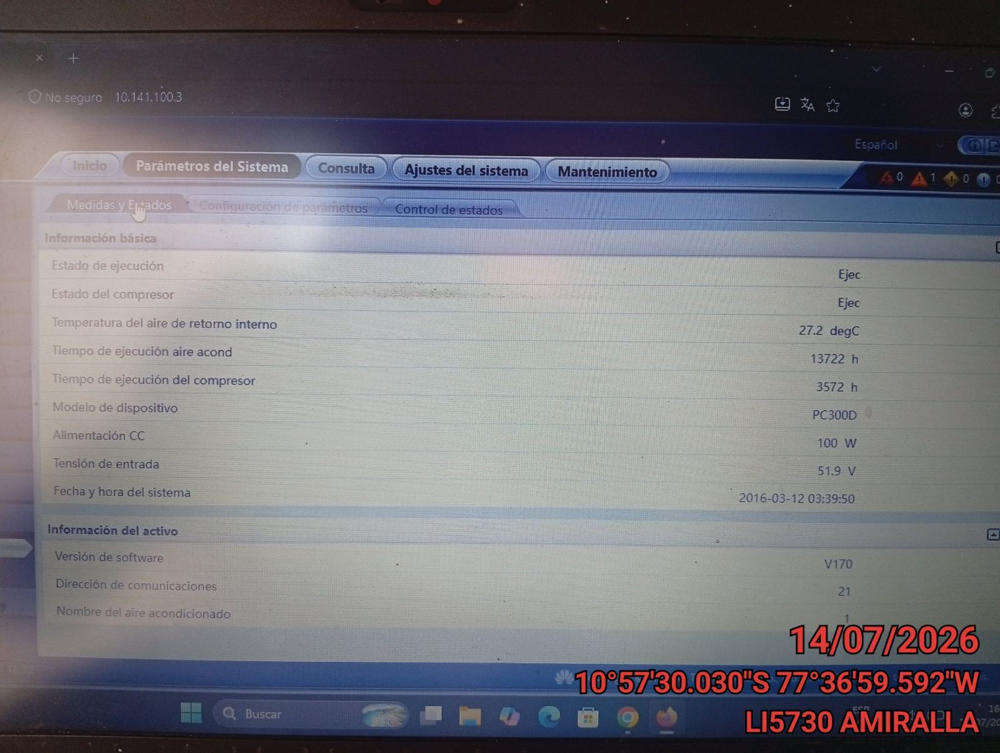 No seguro 10.141.100.3
Español
Inicio Parámetros del Sistema Consulta Ajustes del sistema Mantenimiento
0 1 0
Medidas y Estados Configuración de parámetros Control de estados
Información básica
Estado de ejecución Ejec
Estado del compresor Ejec
Temperatura del aire de retorno interno 27.2 degC
Tiempo de ejecución aire acond 13722 h
Tiempo de ejecución del compresor 3572 h
Modelo de dispositivo PC300D
Alimentación CC 100 W
Tensión de entrada 51.9 V
Fecha y hora del sistema 2016-03-12 03:39:50
Información del activo
Versión de software V170
Dirección de comunicaciones 21
Nombre del aire acondicionado 1
14/07/2026
10°57'30.030"S 77°36'59.592"W
Buscar ESP
LI5730 AMIRALLA